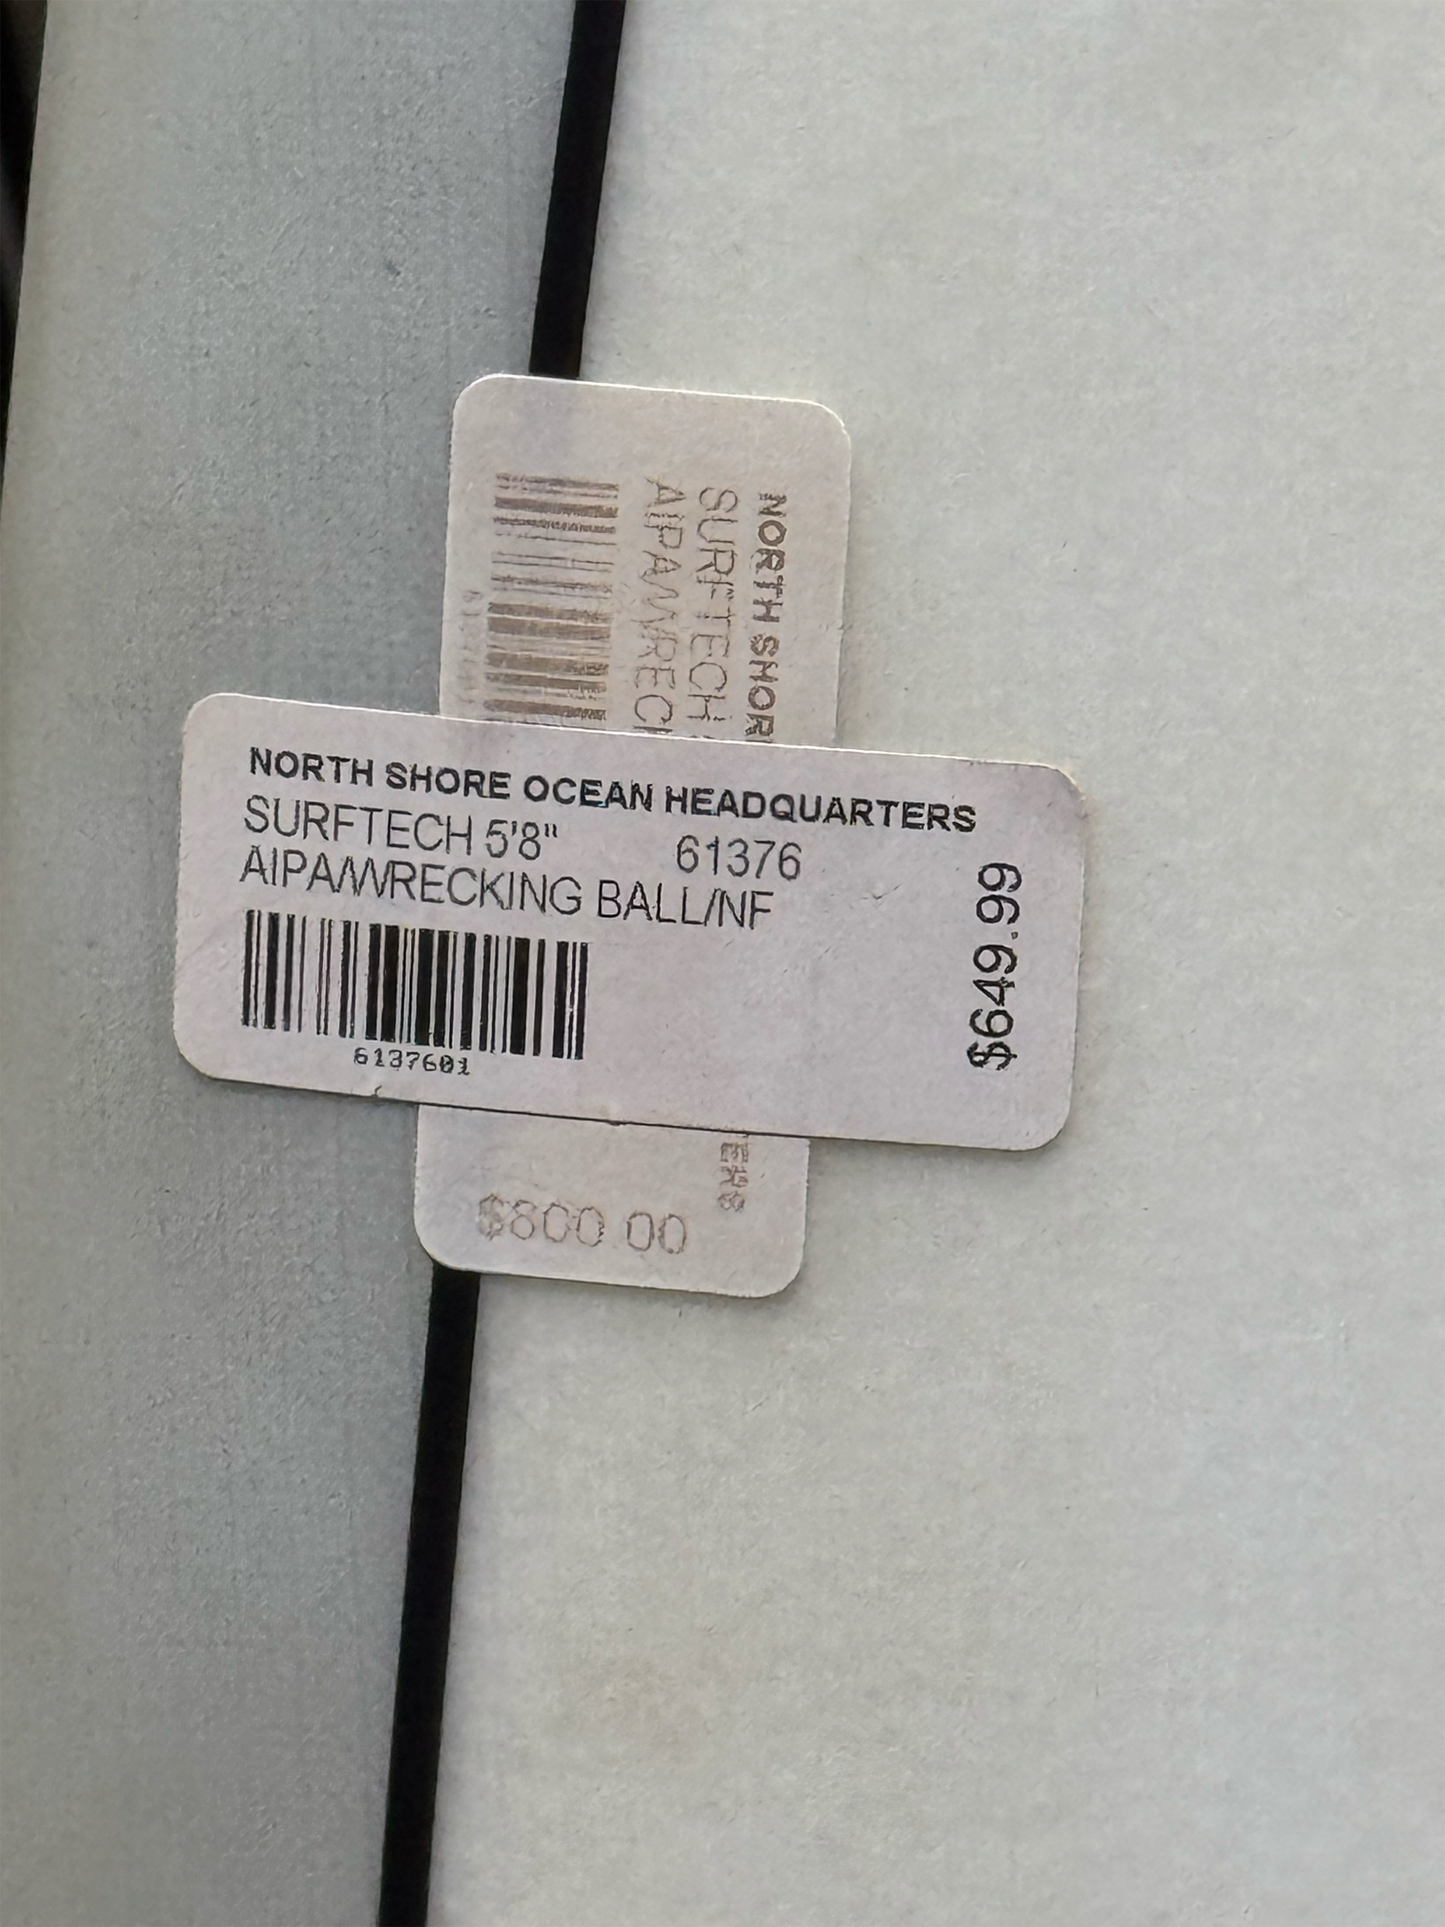 NORTH SHOR
SURFTECH
AIPA/WRECK
NORTH SHORE OCEAN HEADQUARTERS
SURFTECH 5'8" 61376
AIPA/WRECKING BALL/NF
6137601
$649.99
TERS
$800.00